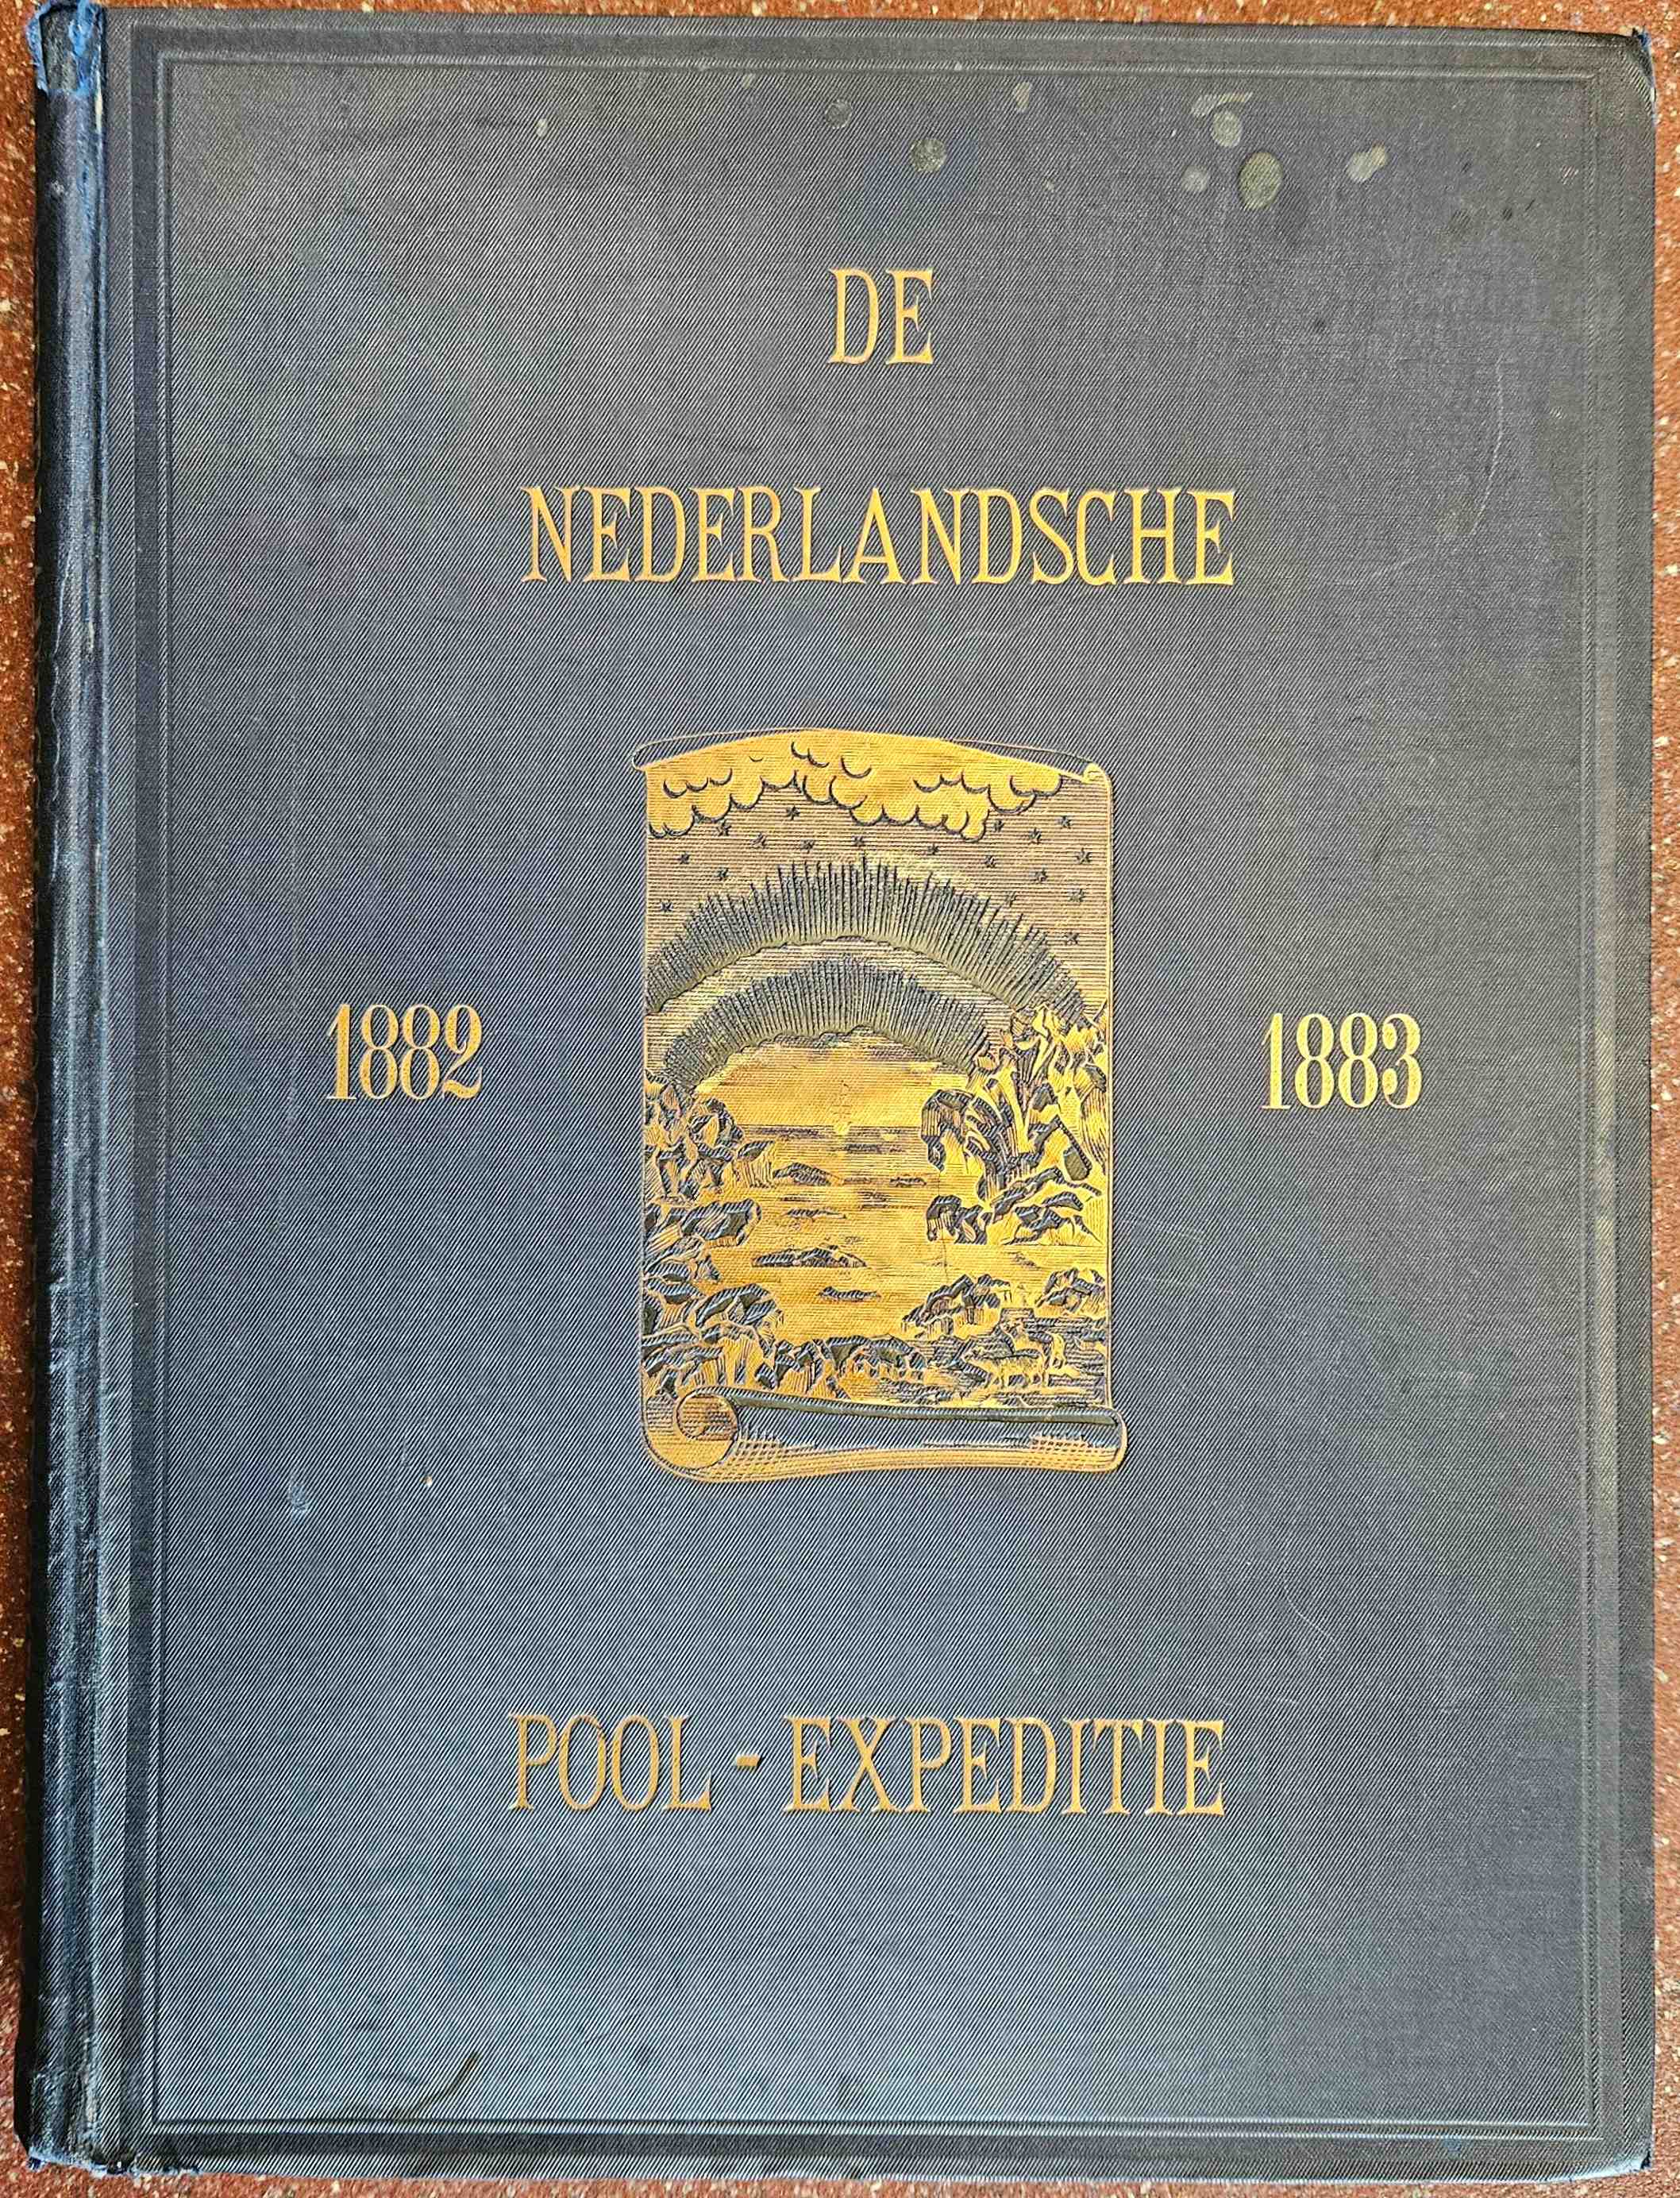 DE
NEDERLANDSCHE
1882 1883
POOL - EXPEDITIE